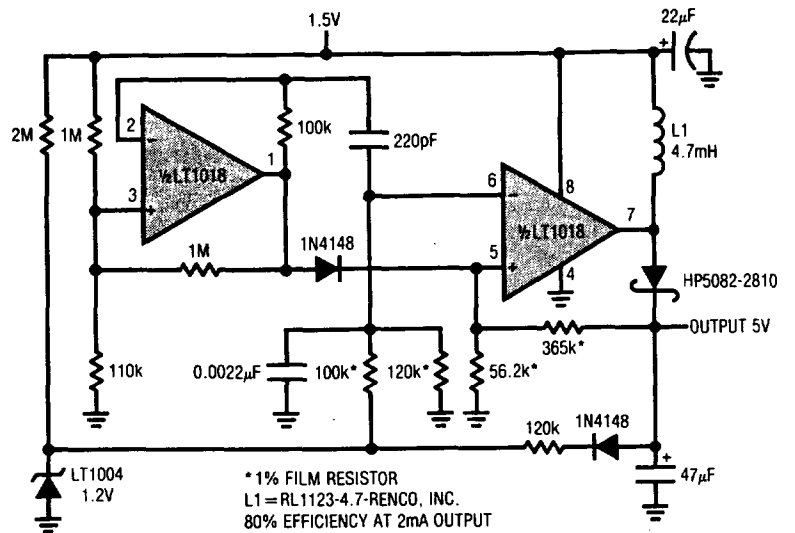 1.5V
+
22µF
2M
1M
2
−
3
+
½LT1018
1
100k
220pF
L1
4.7mH
6
−
5
+
½LT1018
8
7
4
1M
1N4148
HP5082-2810
OUTPUT 5V
365k*
110k
0.0022µF
100k*
120k*
56.2k*
120k
1N4148
+
47µF
LT1004
1.2V
*1% FILM RESISTOR
L1=RL1123-4.7-RENCO, INC.
80% EFFICIENCY AT 2mA OUTPUT